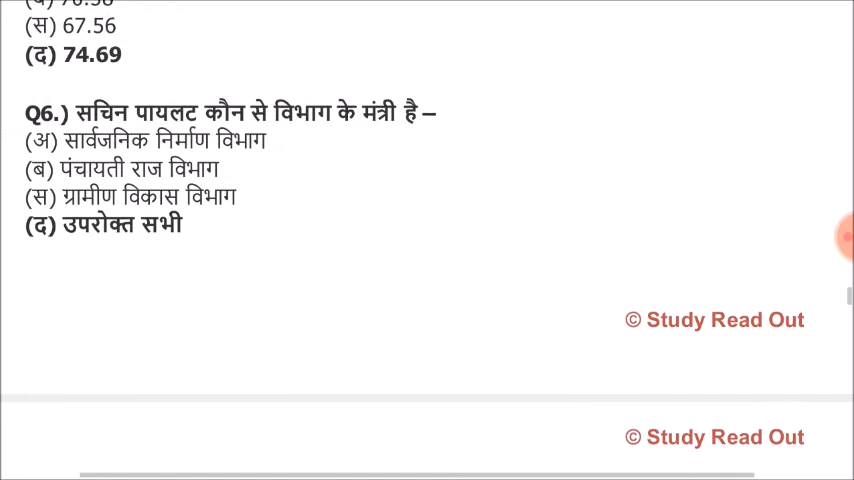 (स) 67.56
(द) 74.69
Q6.) सचिन पायलट कौन से विभाग के मंत्री है –
(अ) सार्वजनिक निर्माण विभाग
(ब) पंचायती राज विभाग
(स) ग्रामीण विकास विभाग
(द) उपरोक्त सभी
© Study Read Out
© Study Read Out